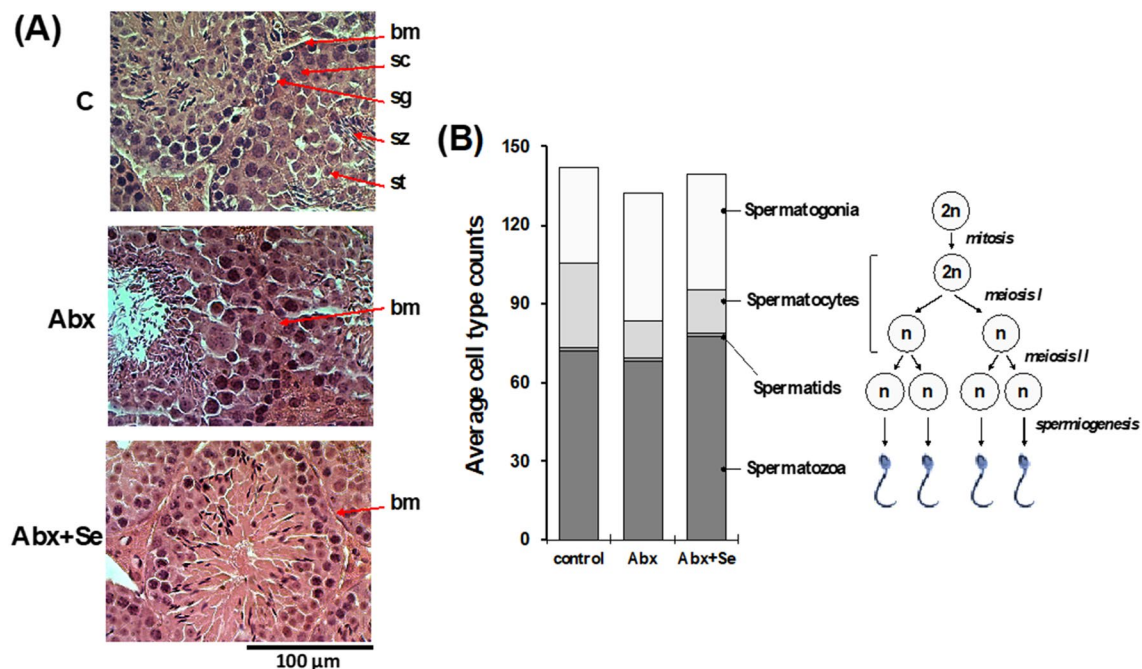 (A)
C
bm
sc
sg
sz
st
Abx
bm
Abx+Se
bm
100 µm
(B)
Average cell type counts
150
120
90
60
30
0
control Abx Abx+Se
Spermatogonia
Spermatocytes
Spermatids
Spermatozoa
2n
mitosis
2n
meiosis I
n n
meiosis II
n n n n
spermiogenesis